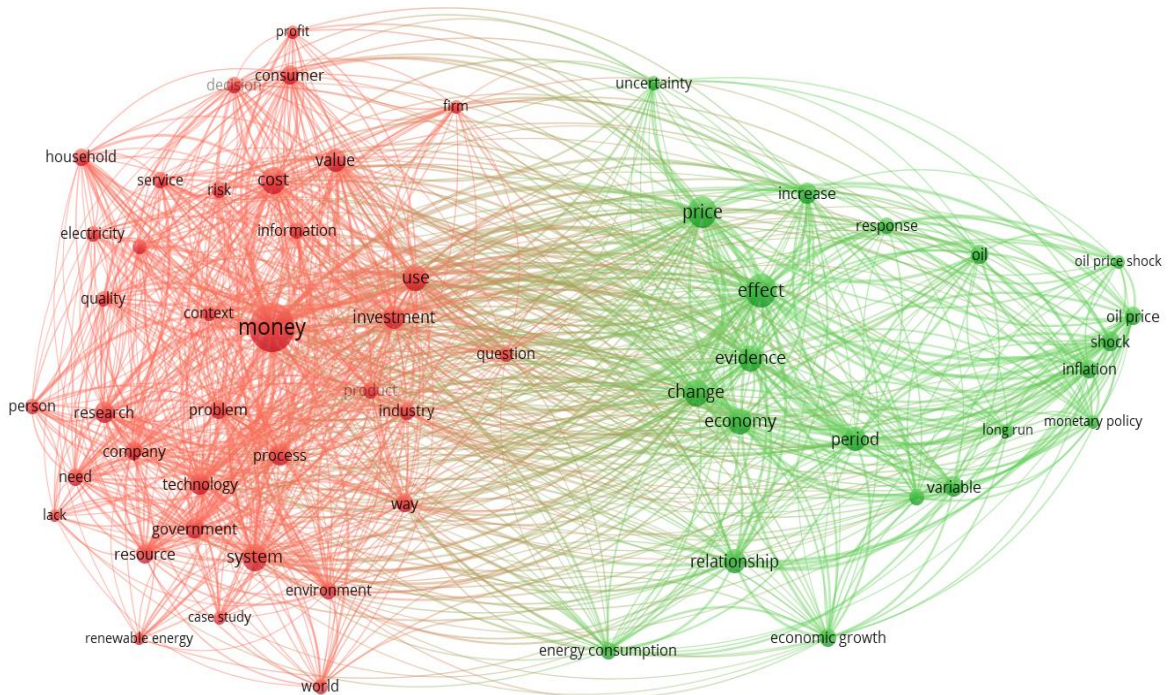 profit
decision
consumer
uncertainty
firm
household
value
service
risk
cost
increase
price
response
electricity
information
oil
oil price shock
use
effect
quality
context
money
investment
oil price
shock
question
evidence
inflation
product
change
person
research
problem
industry
economy
monetary policy
long run
period
company
process
need
technology
variable
way
lack
government
resource
system
relationship
environment
case study
renewable energy
economic growth
energy consumption
world